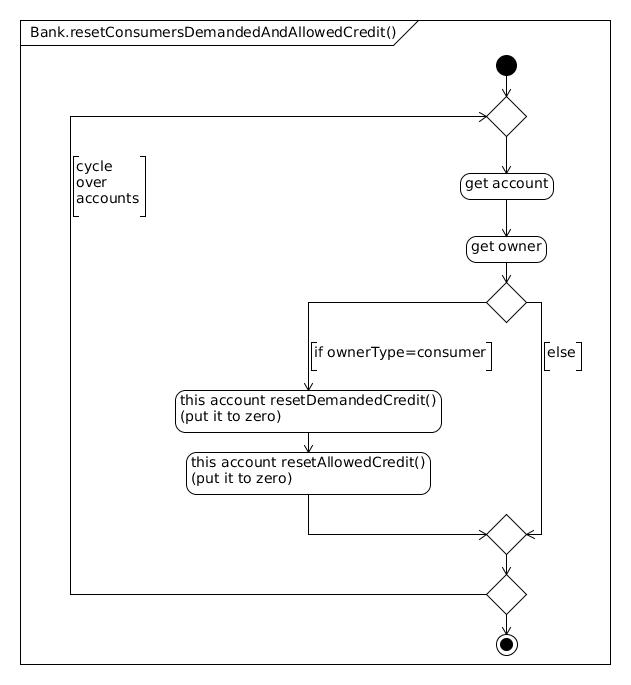 Bank.resetConsumersDemandedAndAllowedCredit()
cycle
over
accounts
get account
get owner
if ownerType=consumer
else
this account resetDemandedCredit()
(put it to zero)
this account resetAllowedCredit()
(put it to zero)